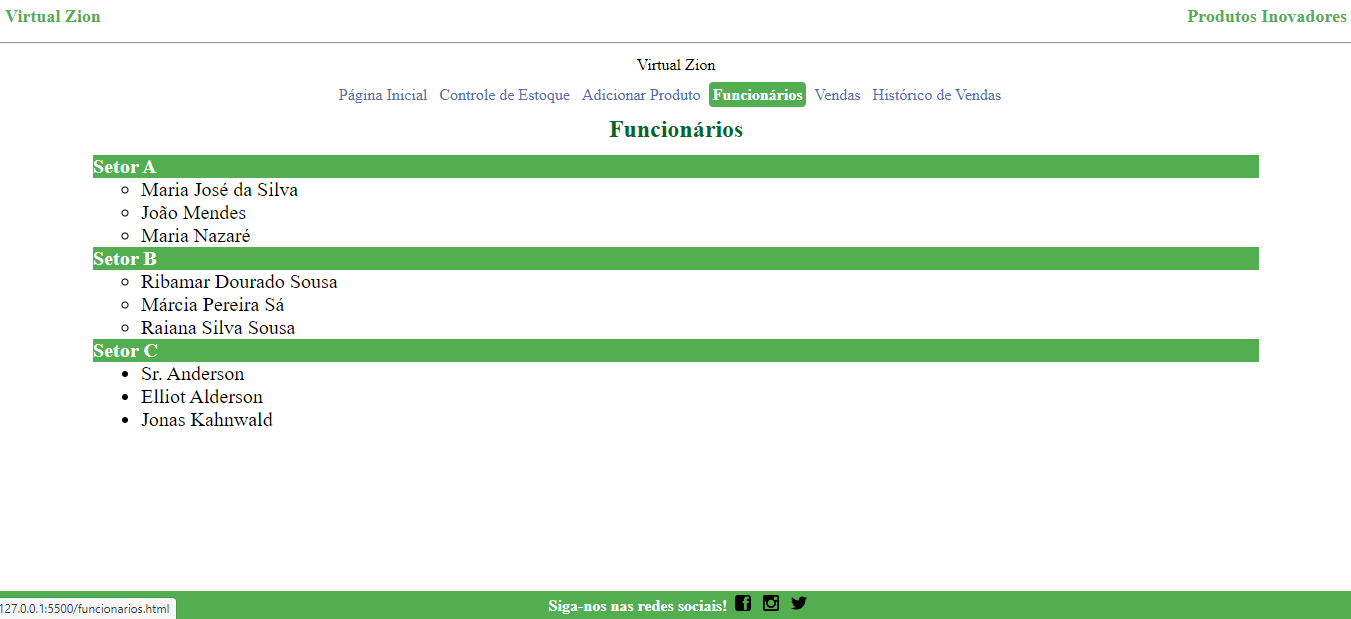 Virtual Zion Produtos Inovadores
Virtual Zion
Página Inicial Controle de Estoque Adicionar Produto Funcionários Vendas Histórico de Vendas
Funcionários
Setor A
Maria José da Silva
João Mendes
Maria Nazaré
Setor B
Ribamar Dourado Sousa
Márcia Pereira Sá
Raiana Silva Sousa
Setor C
Sr. Anderson
Elliot Alderson
Jonas Kahnwald
Siga-nos nas redes sociais!
127.0.0.1:5500/funcionarios.html